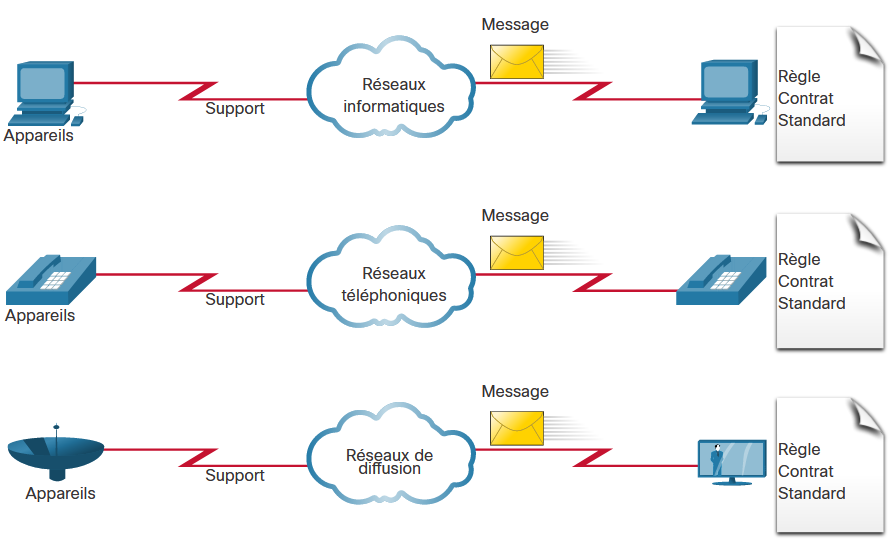 Message
Réseaux
informatiques
Support
Appareils
Règle
Contrat
Standard
Message
Réseaux
téléphoniques
Support
Appareils
Règle
Contrat
Standard
Message
Réseaux de
diffusion
Support
Appareils
Règle
Contrat
Standard